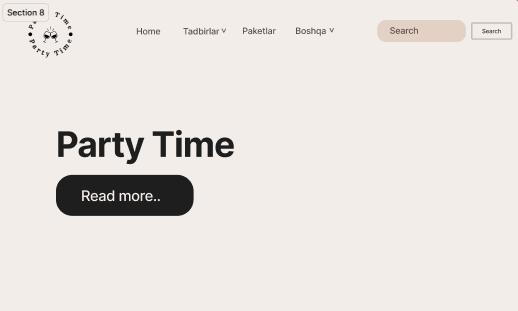 Section 8
Party Time
Party Time
Home
Tadbirlar
Paketlar
Boshqa
Search
Search
Party Time
Read more..